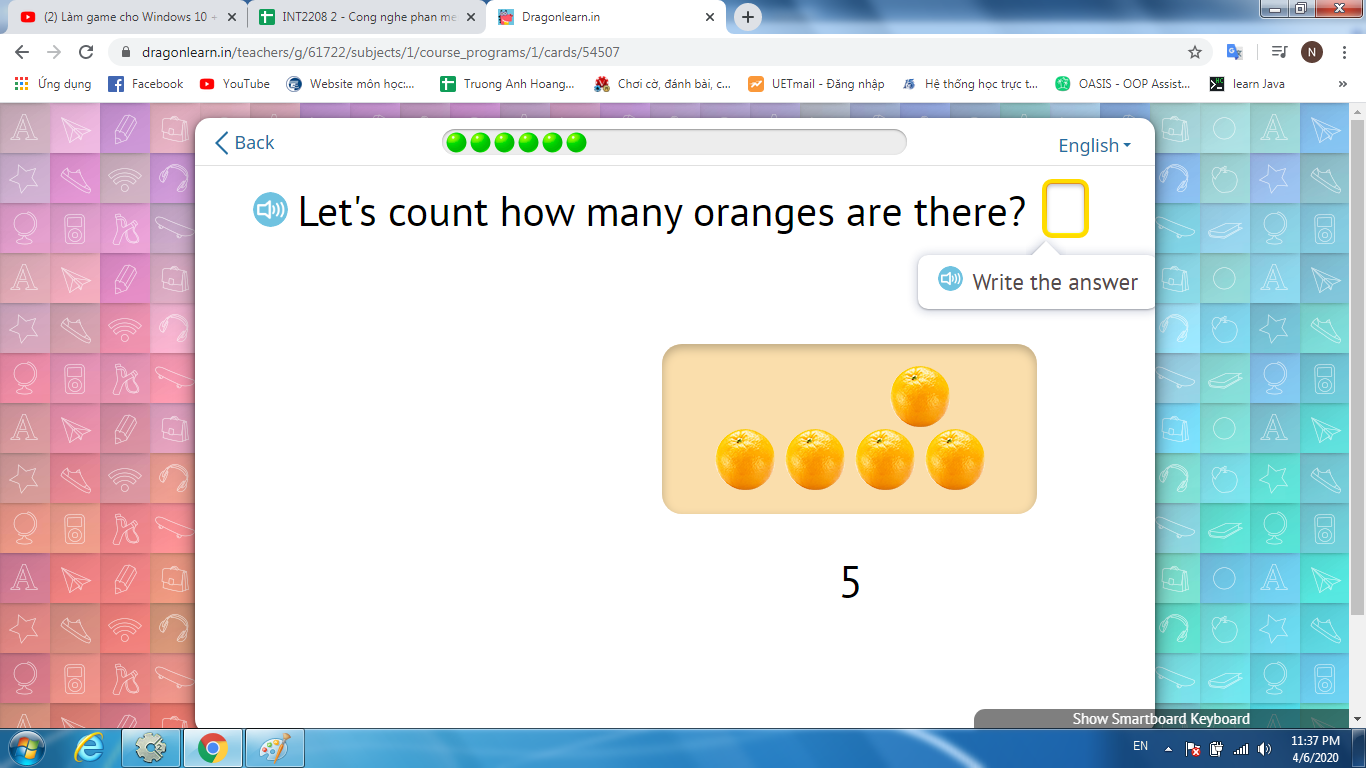 (2) Làm game cho Windows 10 +
INT2208 2 - Cong nghe phan me
Dragonlearn.in
dragonlearn.in/teachers/g/61722/subjects/1/course_programs/1/cards/54507
N
Ứng dụng
Facebook
YouTube
Website môn học:...
Truong Anh Hoang...
Chơi cờ, đánh bài, c...
UETmail - Đăng nhập
Hệ thống học trực t...
OASIS - OOP Assist...
learn Java
»
Back
English
Let's count how many oranges are there?
Write the answer
5
Show Smartboard Keyboard
EN
11:37 PM
4/6/2020